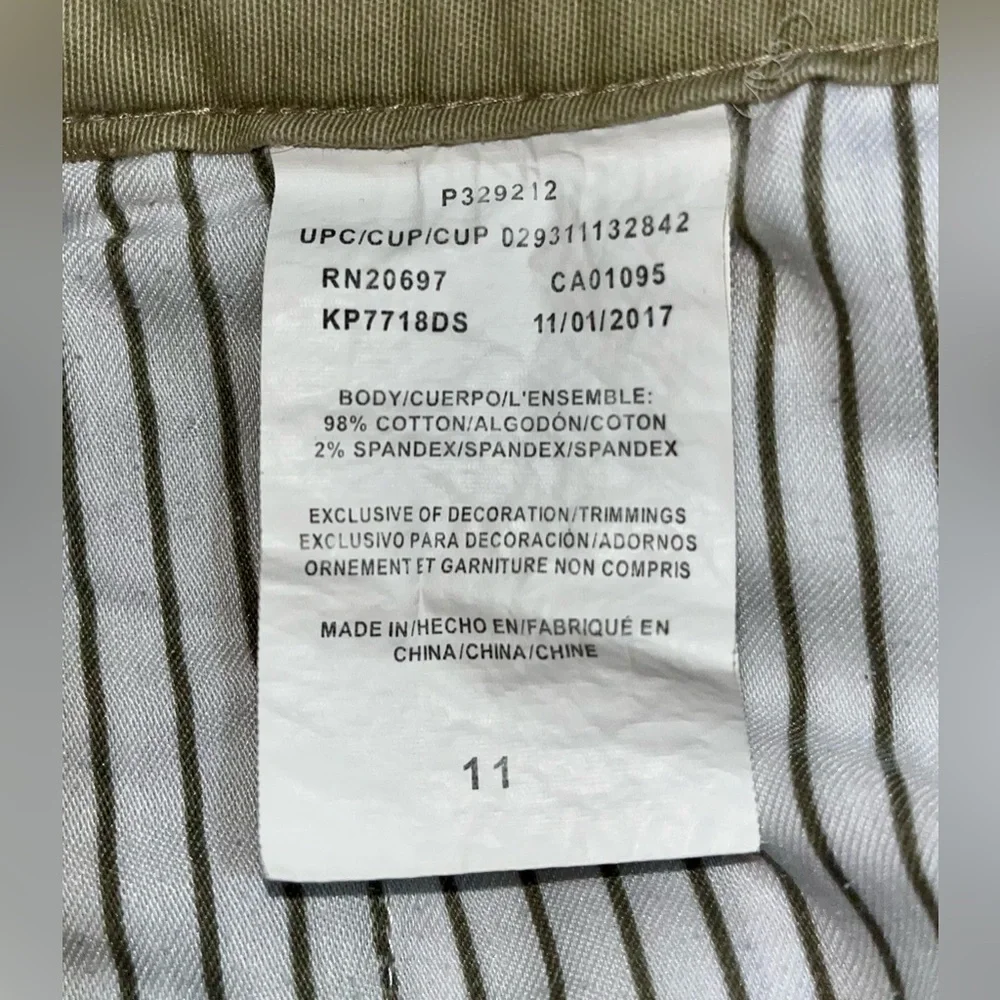 P329212
UPC/CUP/CUP 029311132842
RN20697 CA01095
KP7718DS 11/01/2017
BODY/CUERPO/L'ENSEMBLE:
98% COTTON/ALGODÓN/COTON
2% SPANDEX/SPANDEX/SPANDEX
EXCLUSIVE OF DECORATION/TRIMMINGS
EXCLUSIVO PARA DECORACIÓN/ADORNOS
ORNEMENT ET GARNITURE NON COMPRIS
MADE IN/HECHO EN/FABRIQUÉ EN
CHINA/CHINA/CHINE
11